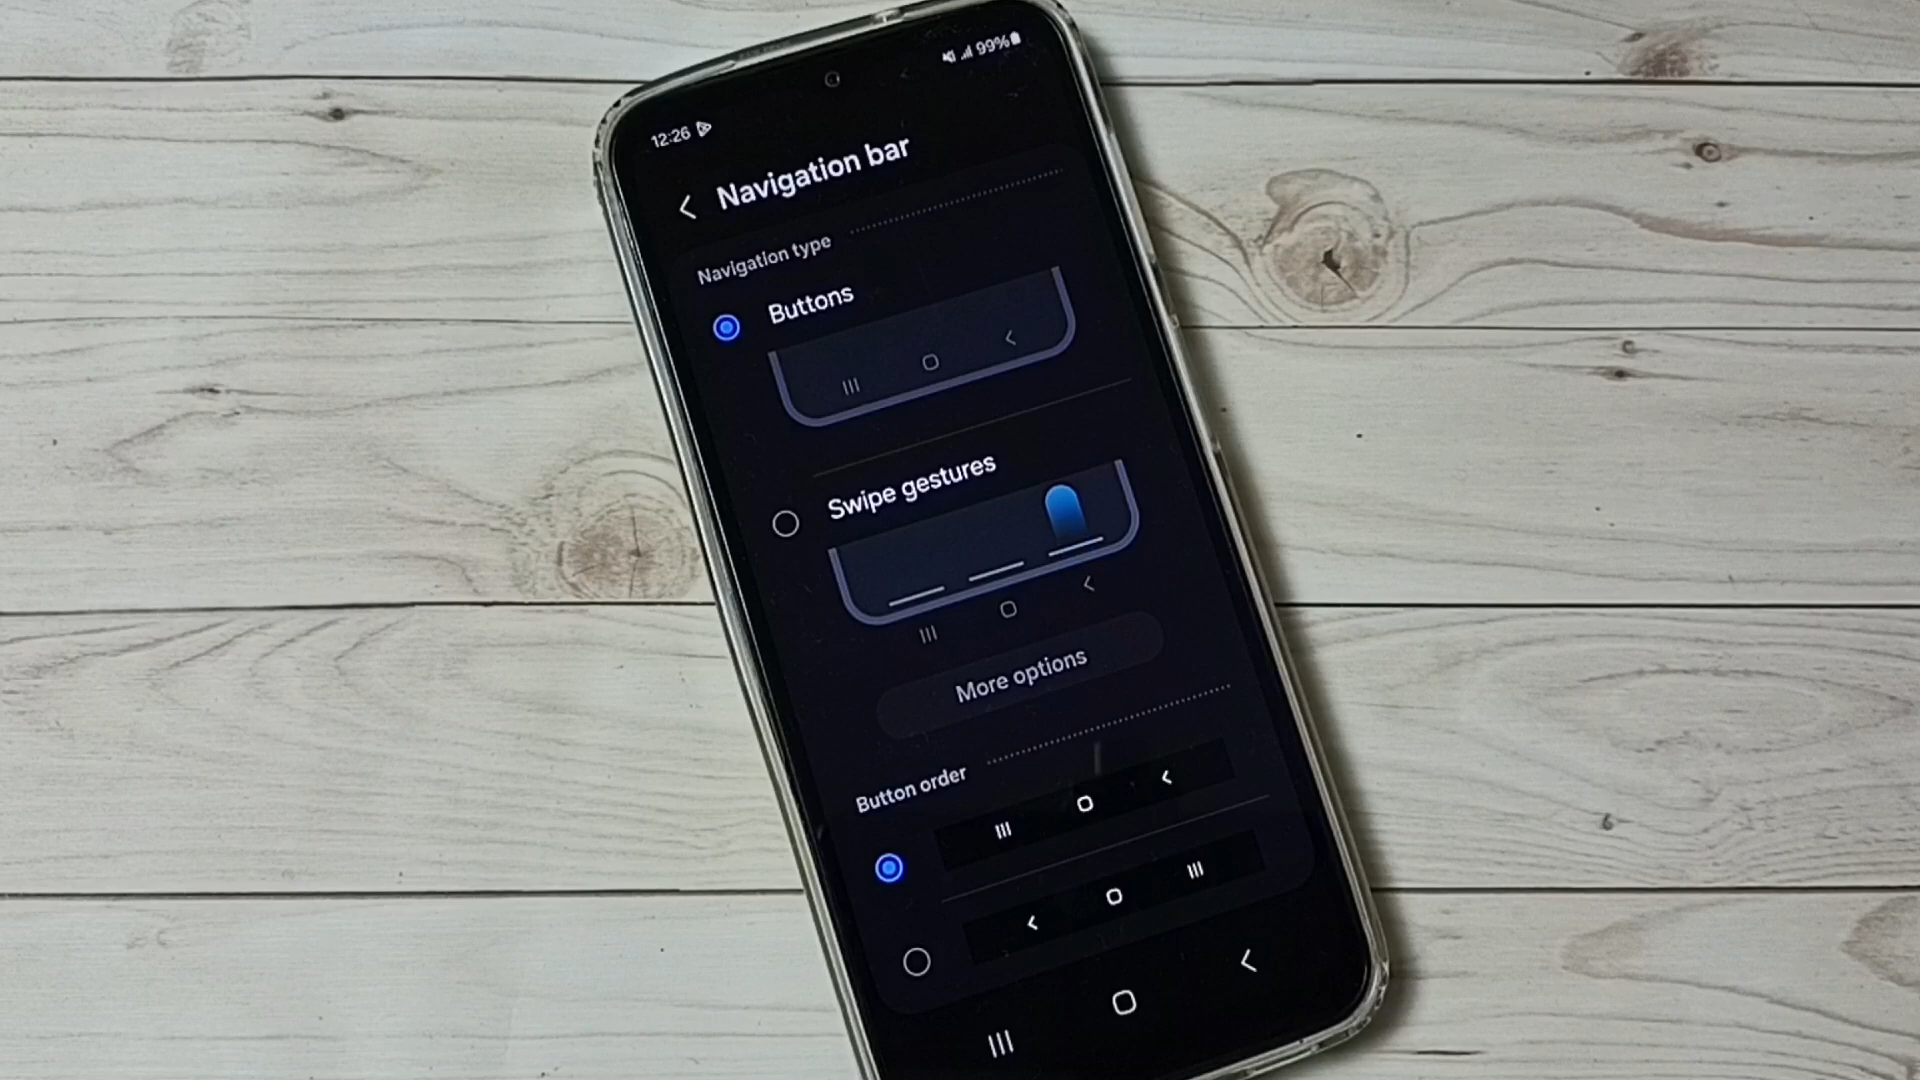 12:26
99%
Navigation bar
Navigation type
Buttons
Swipe gestures
More options
Button order